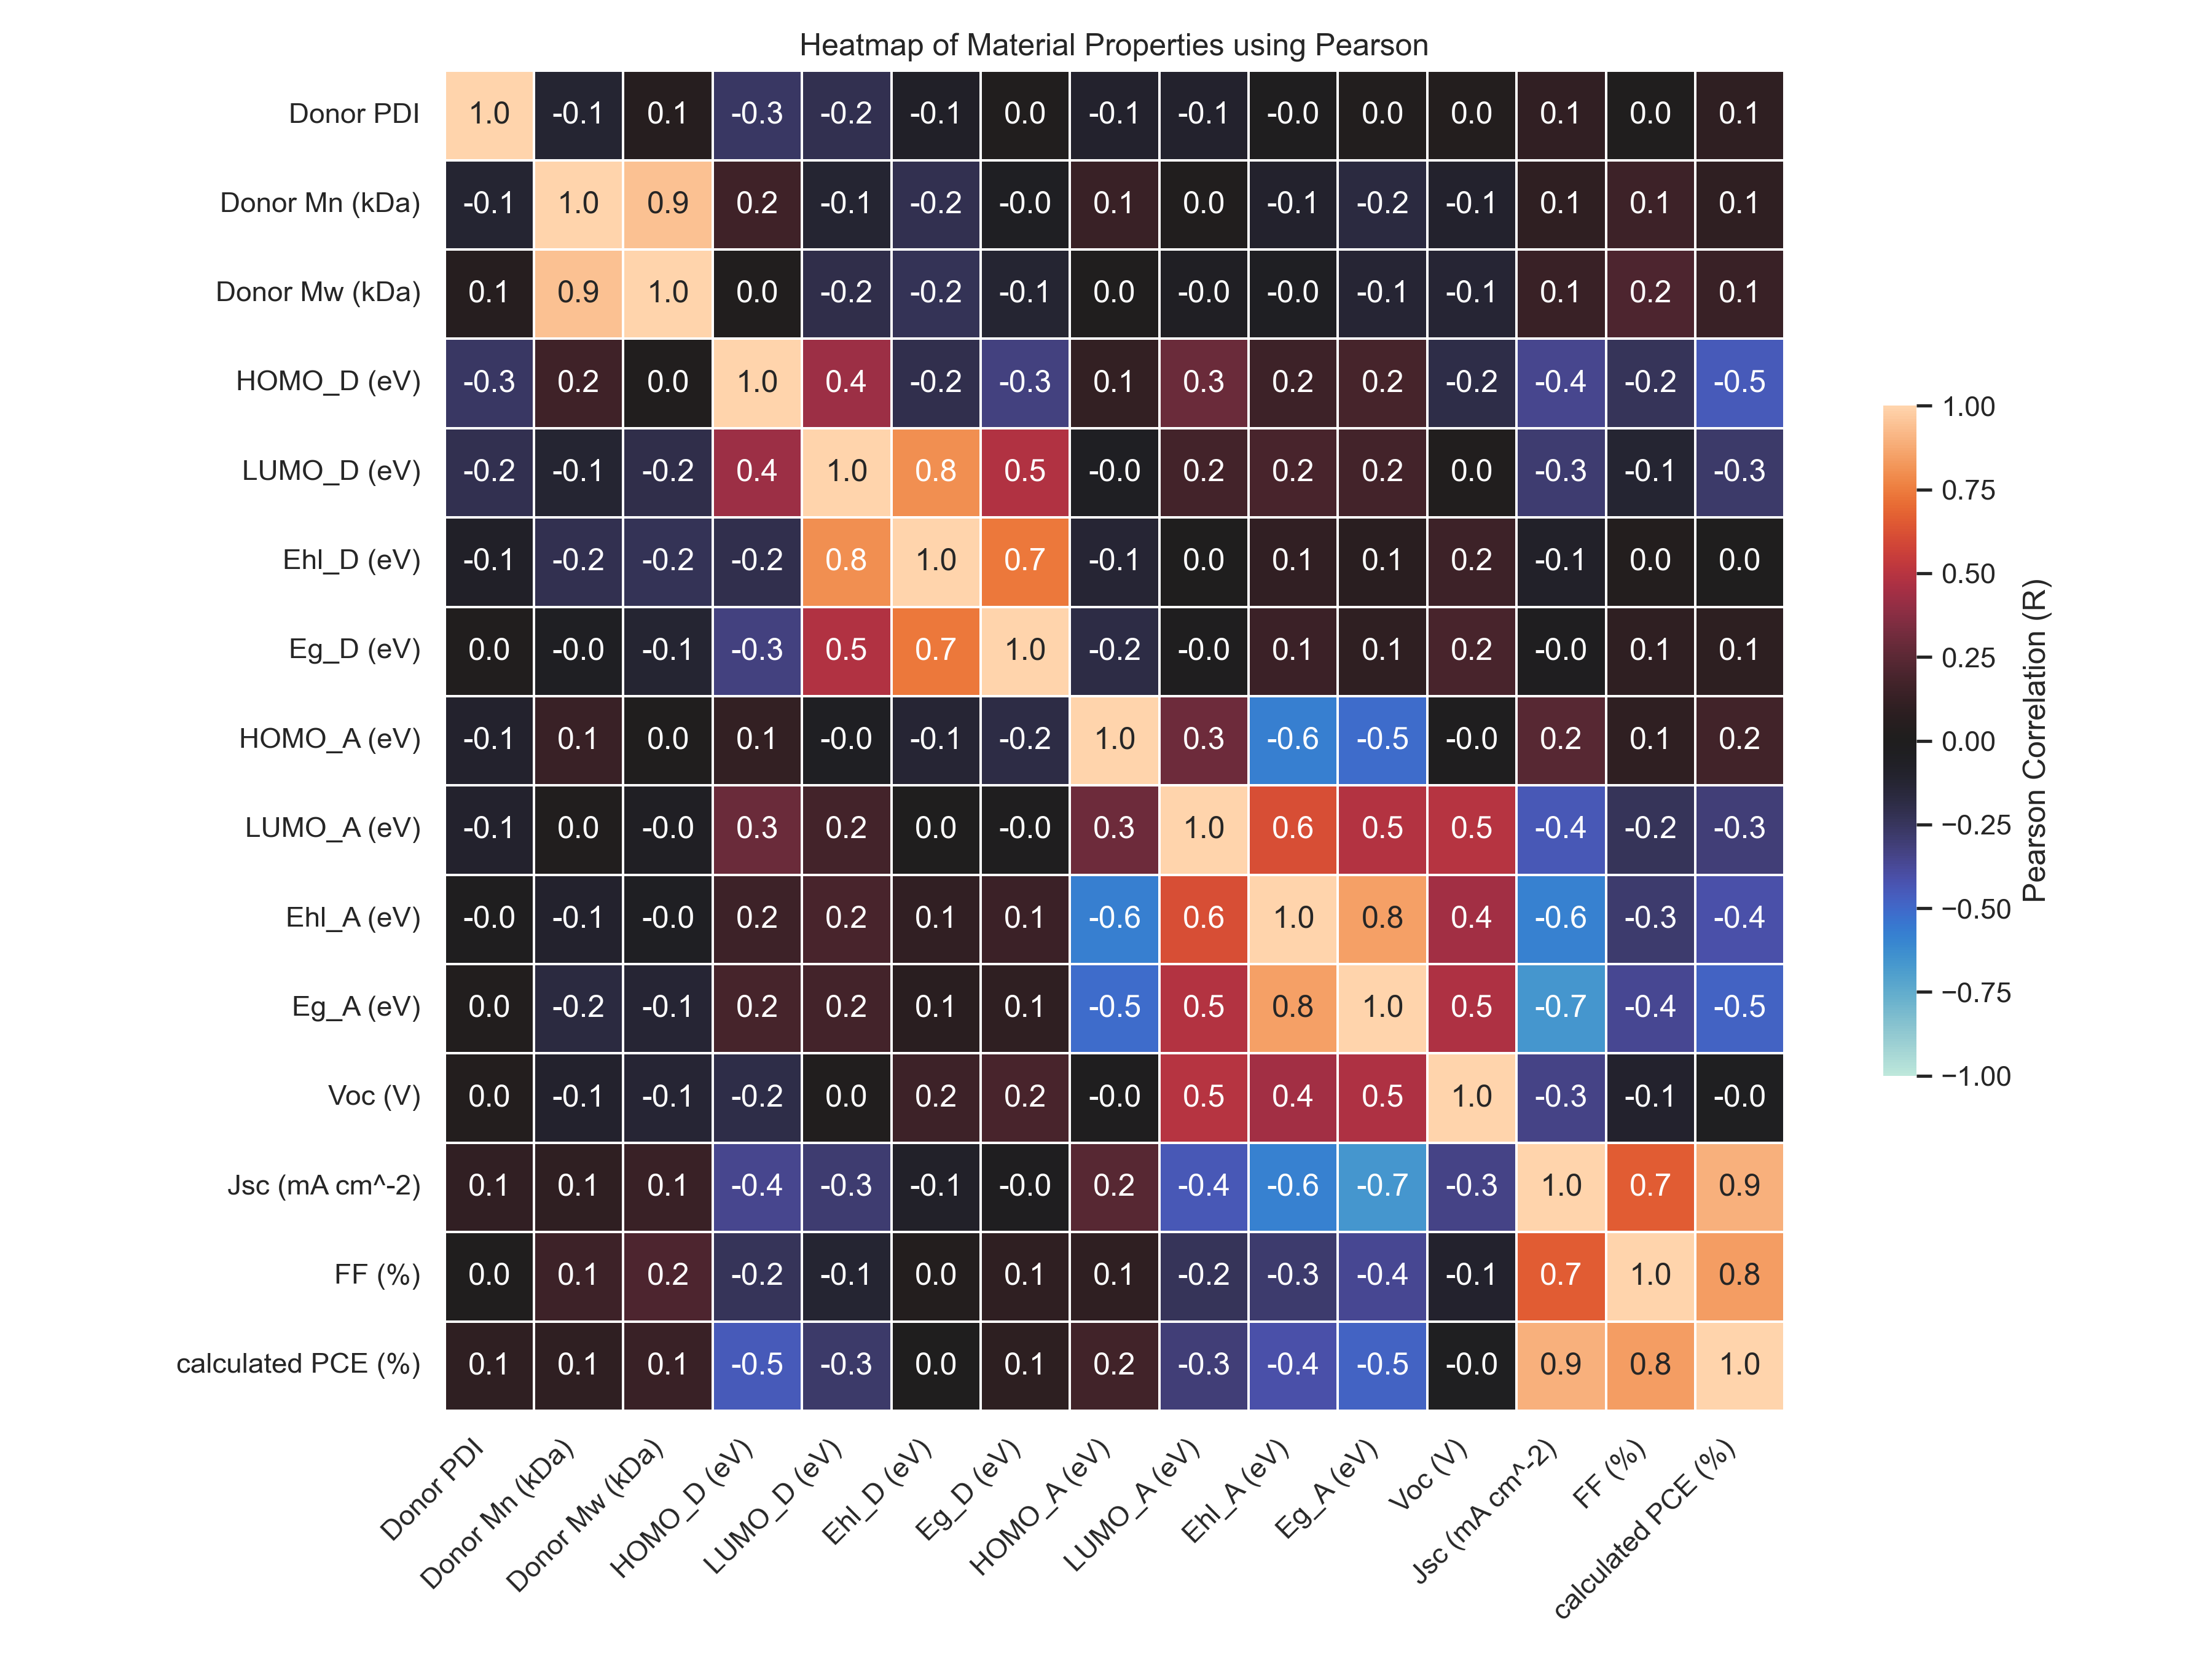 Heatmap of Material Properties using Pearson
Donor PDI 1.0 -0.1 0.1 -0.3 -0.2 -0.1 0.0 -0.1 -0.1 -0.0 0.0 0.0 0.1 0.0 0.1
Donor Mn (kDa) -0.1 1.0 0.9 0.2 -0.1 -0.2 -0.0 0.1 0.0 -0.1 -0.2 -0.1 0.1 0.1 0.1
Donor Mw (kDa) 0.1 0.9 1.0 0.0 -0.2 -0.2 -0.1 0.0 -0.0 -0.0 -0.1 -0.1 0.1 0.2 0.1
HOMO_D (eV) -0.3 0.2 0.0 1.0 0.4 -0.2 -0.3 0.1 0.3 0.2 0.2 -0.2 -0.4 -0.2 -0.5
LUMO_D (eV) -0.2 -0.1 -0.2 0.4 1.0 0.8 0.5 -0.0 0.2 0.2 0.2 0.0 -0.3 -0.1 -0.3
Ehl_D (eV) -0.1 -0.2 -0.2 -0.2 0.8 1.0 0.7 -0.1 0.0 0.1 0.1 0.2 -0.1 0.0 0.0
Eg_D (eV) 0.0 -0.0 -0.1 -0.3 0.5 0.7 1.0 -0.2 -0.0 0.1 0.1 0.2 -0.0 0.1 0.1
HOMO_A (eV) -0.1 0.1 0.0 0.1 -0.0 -0.1 -0.2 1.0 0.3 -0.6 -0.5 -0.0 0.2 0.1 0.2
LUMO_A (eV) -0.1 0.0 -0.0 0.3 0.2 0.0 -0.0 0.3 1.0 0.6 0.5 0.5 -0.4 -0.2 -0.3
Ehl_A (eV) -0.0 -0.1 -0.0 0.2 0.2 0.1 0.1 -0.6 0.6 1.0 0.8 0.4 -0.6 -0.3 -0.4
Eg_A (eV) 0.0 -0.2 -0.1 0.2 0.2 0.1 0.1 -0.5 0.5 0.8 1.0 0.5 -0.7 -0.4 -0.5
Voc (V) 0.0 -0.1 -0.1 -0.2 0.0 0.2 0.2 -0.0 0.5 0.4 0.5 1.0 -0.3 -0.1 -0.0
Jsc (mA cm^-2) 0.1 0.1 0.1 -0.4 -0.3 -0.1 -0.0 0.2 -0.4 -0.6 -0.7 -0.3 1.0 0.7 0.9
FF (%) 0.0 0.1 0.2 -0.2 -0.1 0.0 0.1 0.1 -0.2 -0.3 -0.4 -0.1 0.7 1.0 0.8
calculated PCE (%) 0.1 0.1 0.1 -0.5 -0.3 0.0 0.1 0.2 -0.3 -0.4 -0.5 -0.0 0.9 0.8 1.0
Donor PDI
Donor Mn (kDa)
Donor Mw (kDa)
HOMO_D (eV)
LUMO_D (eV)
Ehl_D (eV)
Eg_D (eV)
HOMO_A (eV)
LUMO_A (eV)
Ehl_A (eV)
Eg_A (eV)
Voc (V)
Jsc (mA cm^-2)
FF (%)
calculated PCE (%)
1.00
0.75
0.50
0.25
0.00
−0.25
−0.50
−0.75
−1.00
Pearson Correlation (R)